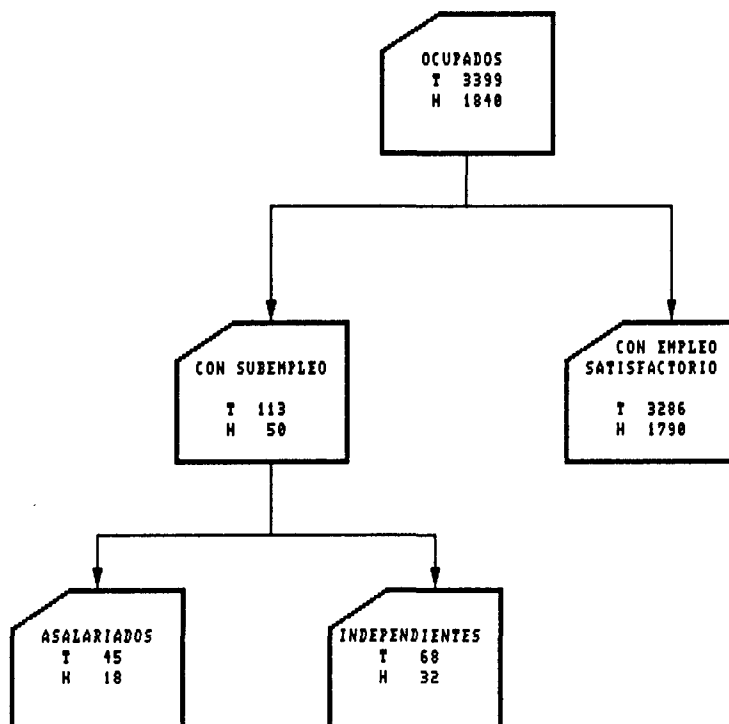 OCUPADOS
T 3399
H 1840
CON SUBEMPLEO
T 113
H 50
CON EMPLEO
SATISFACTORIO
T 3286
H 1790
ASALARIADOS
T 45
H 18
INDEPENDIENTES
T 68
H 32